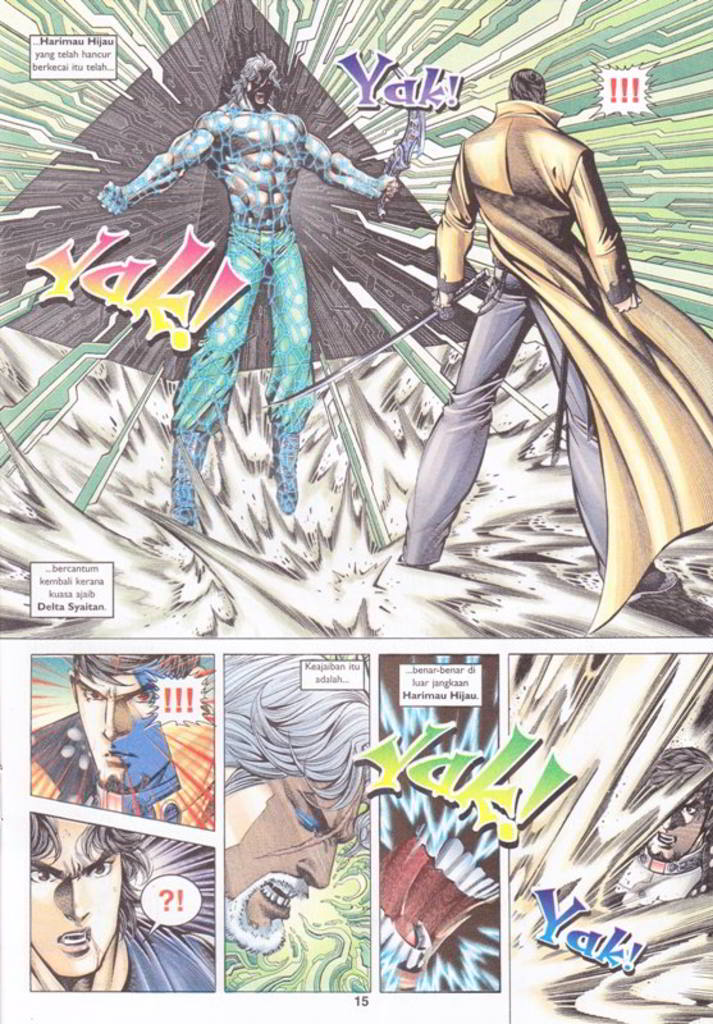 ...Harimau Hijau
yang telah hancur
berkecai itu telah...
Yak!
!!!
Yak!
...bercantum
kembali kerana
kuasa ajaib
Delta Syaitan.
!!!
Keajaiban itu
adalah...
...benar-benar di
luar jangkaan
Harimau Hijau.
Yak!
?!
Yak!
15